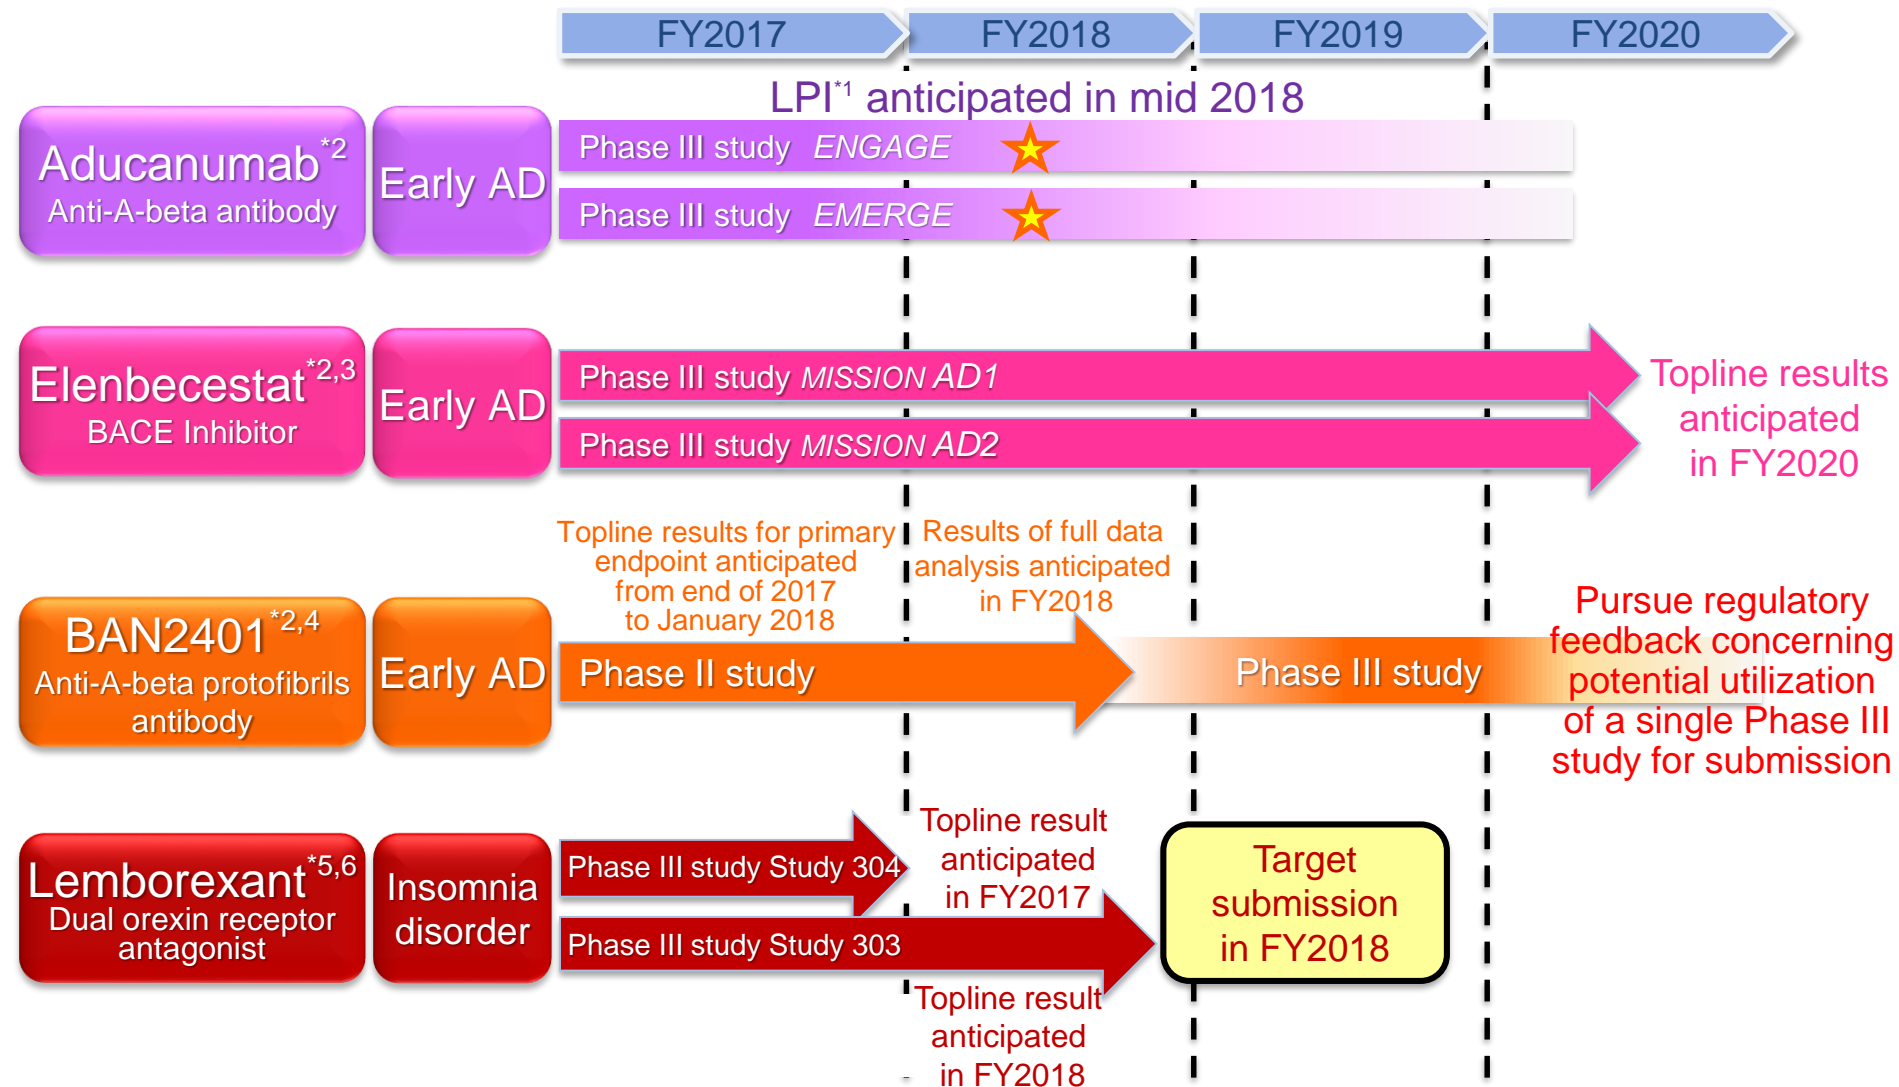 FY2017
FY2018
FY2019
FY2020
LPI*1 anticipated in mid 2018
Aducanumab*2
Anti-A-beta antibody
Early AD
Phase III study ENGAGE
Phase III study EMERGE
Elenbecestat*2,3
BACE Inhibitor
Early AD
Phase III study MISSION AD1
Phase III study MISSION AD2
Topline results
anticipated
in FY2020
Topline results for primary
endpoint anticipated
from end of 2017
to January 2018
Results of full data
analysis anticipated
in FY2018
BAN2401*2,4
Anti-A-beta protofibrils
antibody
Early AD
Phase II study
Phase III study
Pursue regulatory
feedback concerning
potential utilization
of a single Phase III
study for submission
Lemborexant*5,6
Dual orexin receptor
antagonist
Insomnia
disorder
Phase III study Study 304
Topline result
anticipated
in FY2017
Phase III study Study 303
Topline result
anticipated
in FY2018
Target
submission
in FY2018